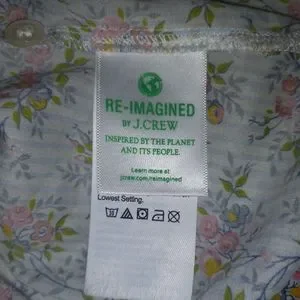 RE-IMAGINED
BY J.CREW
INSPIRED BY THE PLANET
AND ITS PEOPLE.
Learn more at
jcrew.com/reimagined
Lowest Setting.